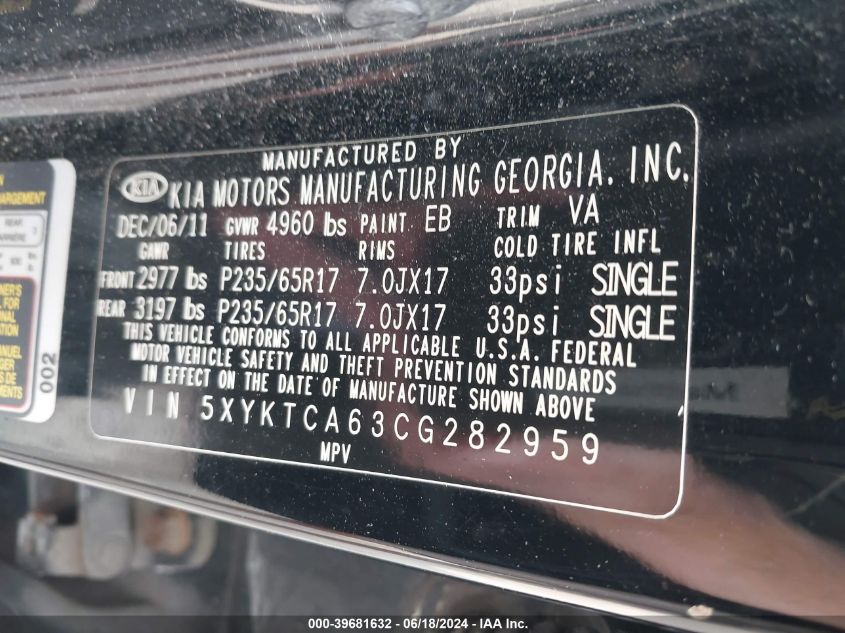 MANUFACTURED BY
KIA KIA MOTORS MANUFACTURING GEORGIA, INC.
DEC/06/11 GVWR 4960 lbs PAINT EB TRIM VA
GAWR TIRES RIMS COLD TIRE INFL
FRONT 2977 lbs P235/65R17 7.0JX17 33psi SINGLE
REAR 3197 lbs P235/65R17 7.0JX17 33psi SINGLE
THIS VEHICLE CONFORMS TO ALL APPLICABLE U.S.A. FEDERAL
MOTOR VEHICLE SAFETY AND THEFT PREVENTION STANDARDS
IN EFFECT ON THE DATE OF MANUFACTURE SHOWN ABOVE
VIN 5XYKTCA63CG282959
MPV
REAR
002
000-39681632 - 06/18/2024 - IAA Inc.